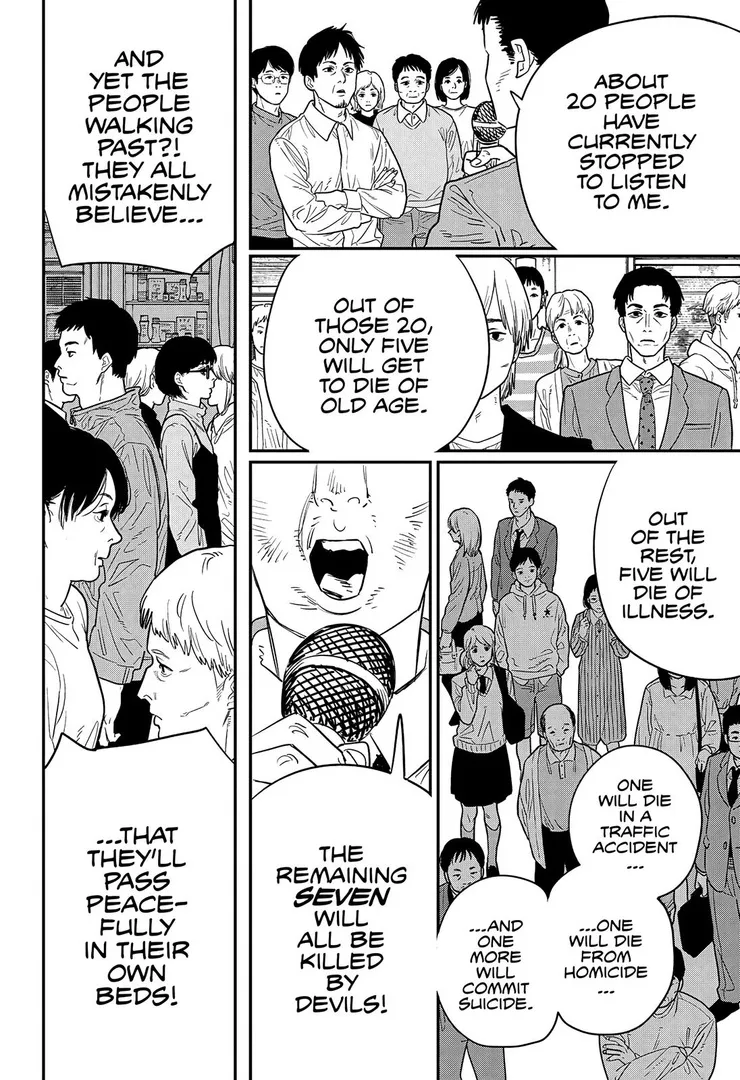 ABOUT
20 PEOPLE
HAVE
CURRENTLY
STOPPED
TO LISTEN
TO ME.
OUT OF
THOSE 20,
ONLY FIVE
WILL GET
TO DIE OF
OLD AGE.
OUT
OF THE
REST,
FIVE WILL
DIE OF
ILLNESS.
ONE
WILL DIE
IN A
TRAFFIC
ACCIDENT
...
...ONE
WILL DIE
FROM
HOMICIDE
...
...AND
ONE
MORE
WILL
COMMIT
SUICIDE.
THE
REMAINING
SEVEN
WILL
ALL BE
KILLED
BY
DEVILS!
AND
YET THE
PEOPLE
WALKING
PAST?!
THEY ALL
MISTAKENLY
BELIEVE...
...THAT
THEY'LL
PASS
PEACE-
FULLY
IN THEIR
OWN
BEDS!